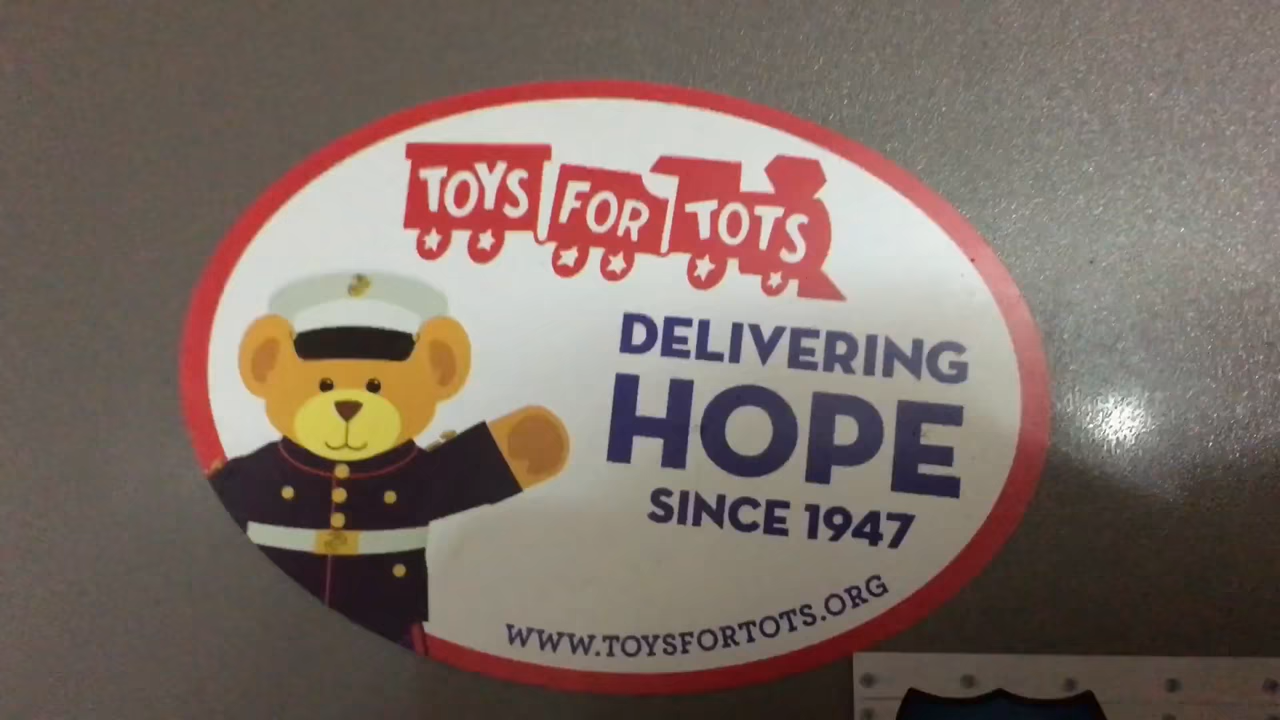 TOYS FOR TOTS
DELIVERING
HOPE
SINCE 1947
WWW.TOYSFORTOTS.ORG